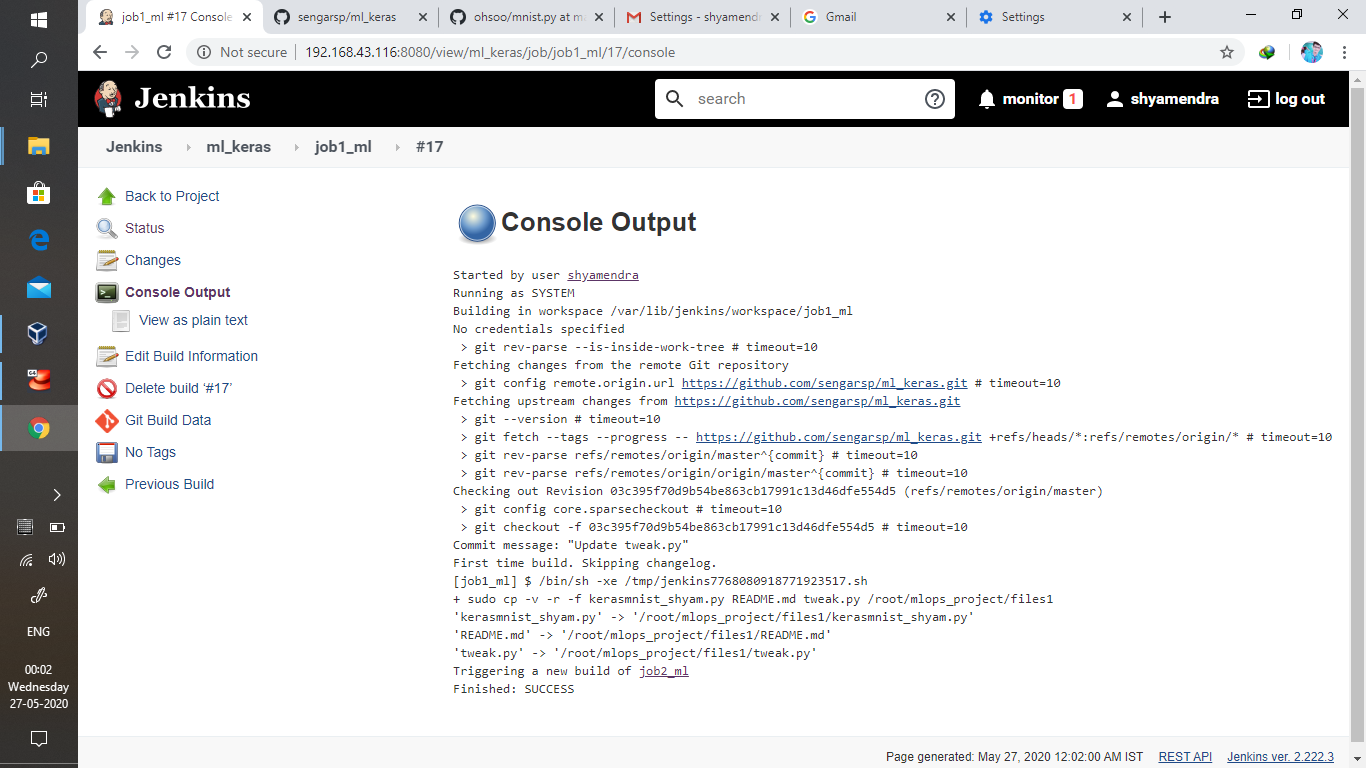 job1_ml #17 Console
sengarsp/ml_keras
ohsoo/mnist.py at ma
Settings - shyamendr
Gmail
Settings
Not secure
192.168.43.116:8080/view/ml_keras/job/job1_ml/17/console
Jenkins
search
monitor 1
shyamendra
log out
Jenkins
ml_keras
job1_ml
#17
Back to Project
Status
Changes
Console Output
View as plain text
Edit Build Information
Delete build ‘#17’
Git Build Data
No Tags
Previous Build
Console Output
Started by user shyamendra
Running as SYSTEM
Building in workspace /var/lib/jenkins/workspace/job1_ml
No credentials specified
> git rev-parse --is-inside-work-tree # timeout=10
Fetching changes from the remote Git repository
> git config remote.origin.url https://github.com/sengarsp/ml_keras.git # timeout=10
Fetching upstream changes from https://github.com/sengarsp/ml_keras.git
> git --version # timeout=10
> git fetch --tags --progress -- https://github.com/sengarsp/ml_keras.git +refs/heads/*:refs/remotes/origin/* # timeout=10
> git rev-parse refs/remotes/origin/master^{commit} # timeout=10
> git rev-parse refs/remotes/origin/origin/master^{commit} # timeout=10
Checking out Revision 03c395f70d9b54be863cb17991c13d46dfe554d5 (refs/remotes/origin/master)
> git config core.sparsecheckout # timeout=10
> git checkout -f 03c395f70d9b54be863cb17991c13d46dfe554d5 # timeout=10
Commit message: "Update tweak.py"
First time build. Skipping changelog.
[job1_ml] $ /bin/sh -xe /tmp/jenkins7768080918771923517.sh
+ sudo cp -v -r -f kerasmnist_shyam.py README.md tweak.py /root/mlops_project/files1
'kerasmnist_shyam.py' -> '/root/mlops_project/files1/kerasmnist_shyam.py'
'README.md' -> '/root/mlops_project/files1/README.md'
'tweak.py' -> '/root/mlops_project/files1/tweak.py'
Triggering a new build of job2_ml
Finished: SUCCESS
64
ENG
00:02
Wednesday
27-05-2020
Page generated: May 27, 2020 12:02:00 AM IST
REST API
Jenkins ver. 2.222.3